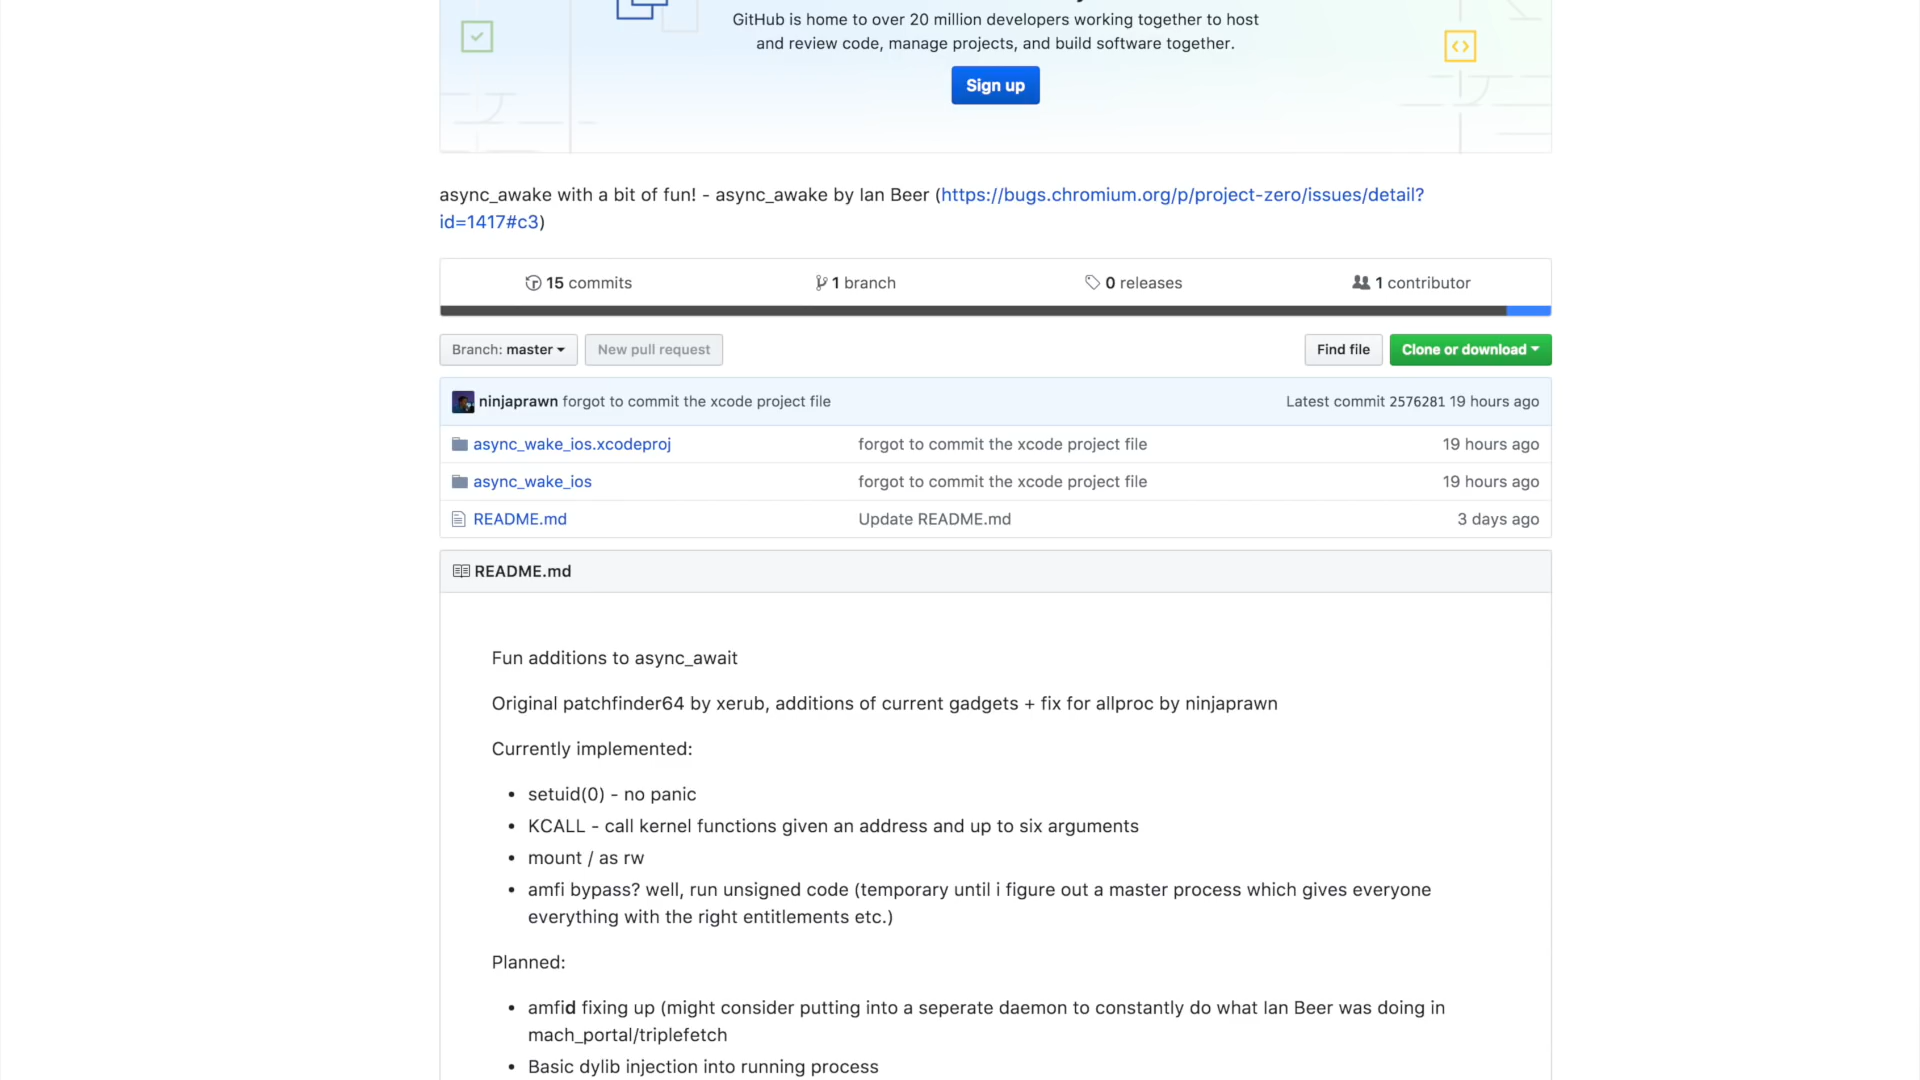 GitHub is home to over 20 million developers working together to host
and review code, manage projects, and build software together.
Sign up
async_awake with a bit of fun! - async_awake by Ian Beer (https://bugs.chromium.org/p/project-zero/issues/detail?
id=1417#c3)
15 commits 1 branch 0 releases 1 contributor
Branch: master New pull request Find file Clone or download
ninjaprawn forgot to commit the xcode project file Latest commit 2576281 19 hours ago
async_wake_ios.xcodeproj forgot to commit the xcode project file 19 hours ago
async_wake_ios forgot to commit the xcode project file 19 hours ago
README.md Update README.md 3 days ago
README.md
Fun additions to async_await
Original patchfinder64 by xerub, additions of current gadgets + fix for allproc by ninjaprawn
Currently implemented:
• setuid(0) - no panic
• KCALL - call kernel functions given an address and up to six arguments
• mount / as rw
• amfi bypass? well, run unsigned code (temporary until i figure out a master process which gives everyone
everything with the right entitlements etc.)
Planned:
• amfid fixing up (might consider putting into a seperate daemon to constantly do what Ian Beer was doing in
mach_portal/triplefetch
• Basic dylib injection into running process